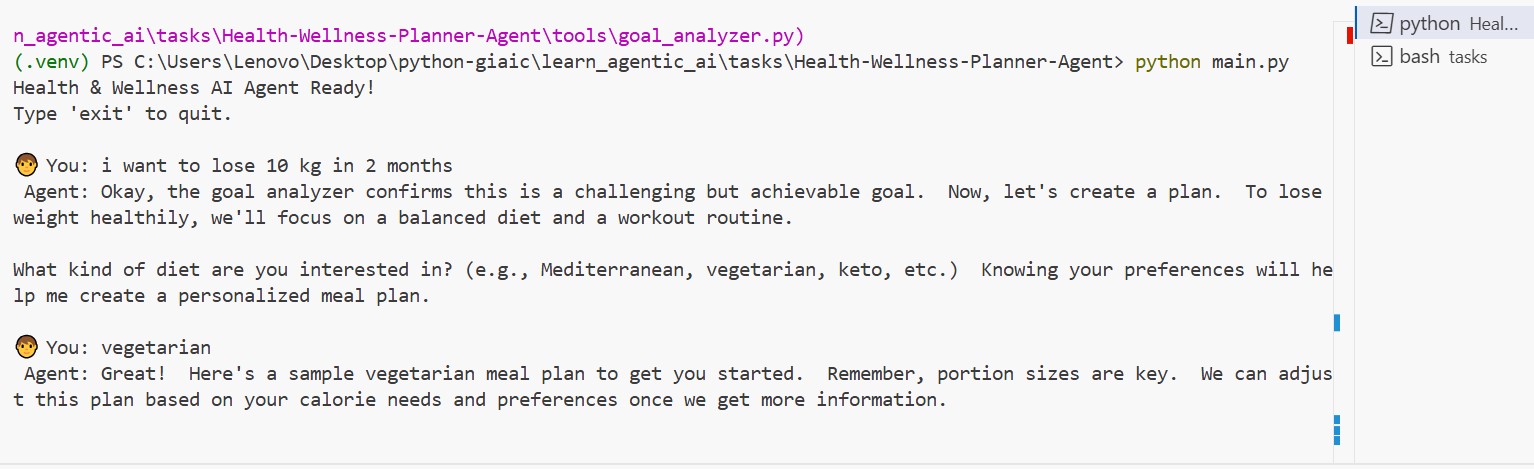 n_agentic_ai\tasks\Health-Wellness-Planner-Agent\tools\goal_analyzer.py)
(.venv) PS C:\Users\Lenovo\Desktop\python-giaic\learn_agentic_ai\tasks\Health-Wellness-Planner-Agent> python main.py
Health & Wellness AI Agent Ready!
Type 'exit' to quit.
🧑 You: i want to lose 10 kg in 2 months
Agent: Okay, the goal analyzer confirms this is a challenging but achievable goal.  Now, let's create a plan.  To lose
weight healthily, we'll focus on a balanced diet and a workout routine.
What kind of diet are you interested in? (e.g., Mediterranean, vegetarian, keto, etc.)  Knowing your preferences will he
lp me create a personalized meal plan.
🧑 You: vegetarian
Agent: Great!  Here's a sample vegetarian meal plan to get you started.  Remember, portion sizes are key.  We can adjus
t this plan based on your calorie needs and preferences once we get more information.
python Heal...
bash tasks